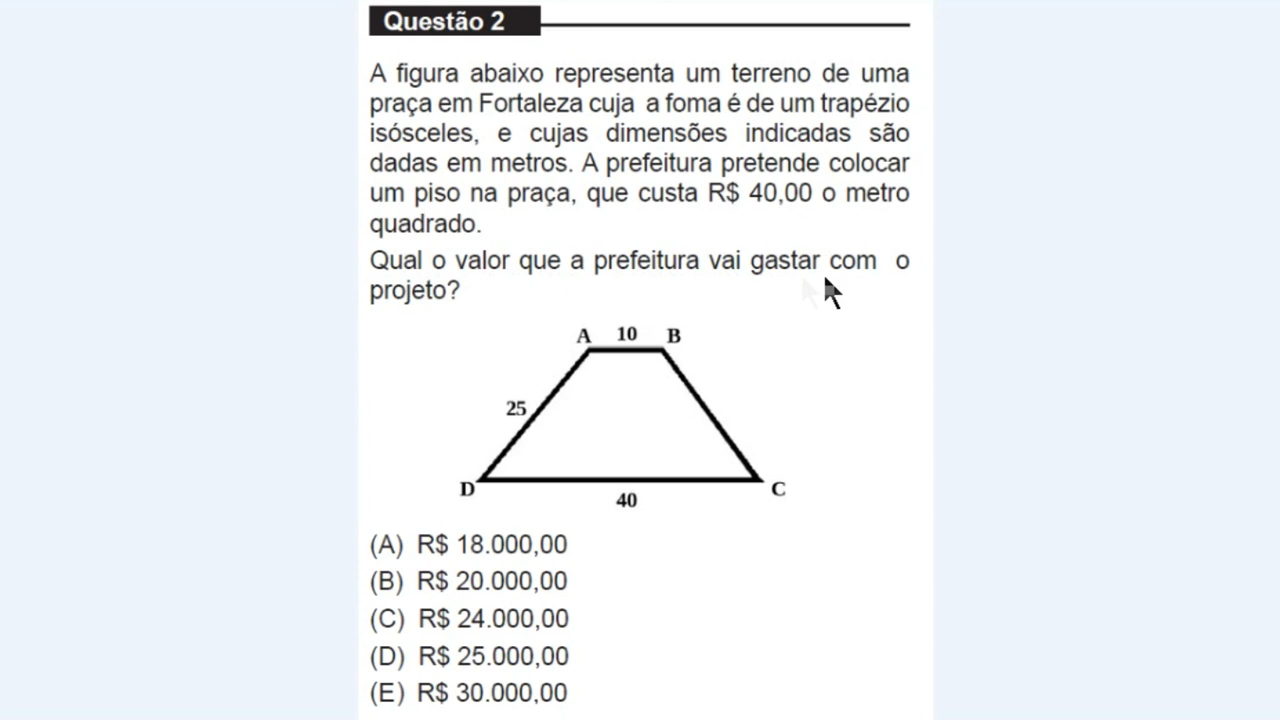 Questão 2
A figura abaixo representa um terreno de uma
praça em Fortaleza cuja a foma é de um trapézio
isósceles, e cujas dimensões indicadas são
dadas em metros. A prefeitura pretende colocar
um piso na praça, que custa R$ 40,00 o metro
quadrado.
Qual o valor que a prefeitura vai gastar com o
projeto?
A 10 B
25
D C
40
(A) R$ 18.000,00
(B) R$ 20.000,00
(C) R$ 24.000,00
(D) R$ 25.000,00
(E) R$ 30.000,00